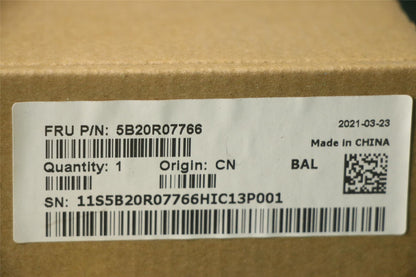 FRU P/N: 5B20R07766
2021-03-23
Made in CHINA
Quantity: 1 Origin: CN BAL
SN: 11S5B20R07766HIC13P001